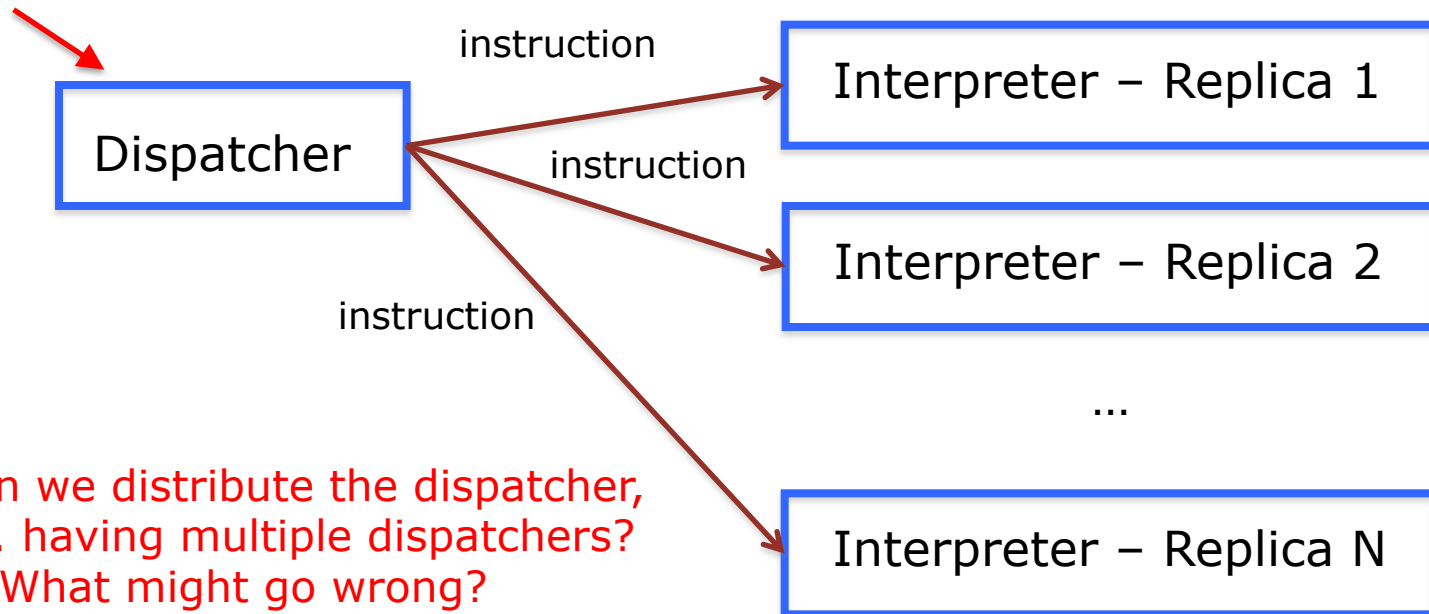 instruction
Interpreter – Replica 1
Dispatcher
instruction
Interpreter – Replica 2
instruction
…
n we distribute the dispatcher,
. having multiple dispatchers?
What might go wrong?
Interpreter – Replica N